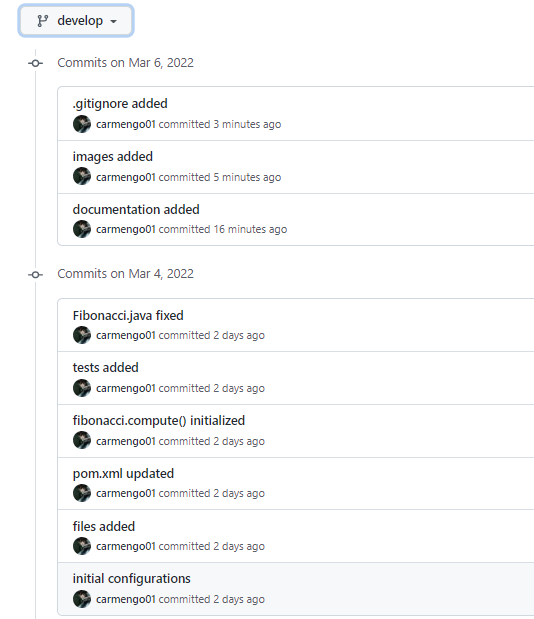 develop
Commits on Mar 6, 2022
.gitignore added
carmengo01 committed 3 minutes ago
images added
carmengo01 committed 5 minutes ago
documentation added
carmengo01 committed 16 minutes ago
Commits on Mar 4, 2022
Fibonacci.java fixed
carmengo01 committed 2 days ago
tests added
carmengo01 committed 2 days ago
fibonacci.compute() initialized
carmengo01 committed 2 days ago
pom.xml updated
carmengo01 committed 2 days ago
files added
carmengo01 committed 2 days ago
initial configurations
carmengo01 committed 2 days ago